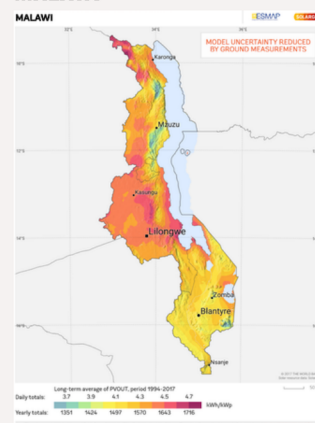 MALAWI
ESMAP
SOLARG
MODEL UNCERTAINTY REDUCED
BY GROUND MEASUREMENTS
Karonga
Mzuzu
Kasungu
Lilongwe
Zomba
Blantyre
Nsanje
Long-term average of PVOUT, period 1994-2017
Daily totals: 3.7 3.9 4.1 4.3 4.5 4.7
kWh/kWp
Yearly totals: 1351 1424 1497 1570 1643 1716